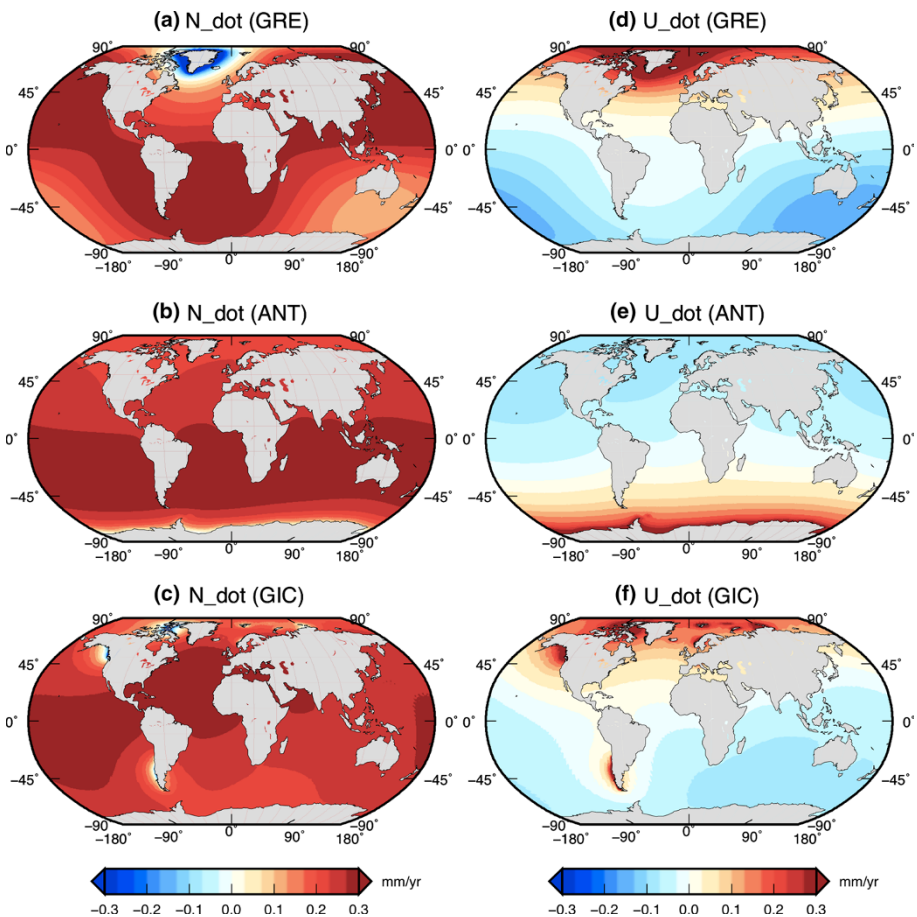 (a) N_dot (GRE)
(d) U_dot (GRE)
90° 90° 90° 90°
45° 45° 45° 45°
0° 0° 0° 0°
−45° −45° −45° −45°
−90 −90 −90 −90
−180° −90° 0° 90° 180° −180° −90° 0° 90° 180°
(b) N_dot (ANT)
(e) U_dot (ANT)
90° 90° 90° 90°
45° 45° 45° 45°
0° 0° 0° 0°
−45° −45° −45° −45°
−90 −90 −90 −90
−180° −90° 0° 90° 180° −180° −90° 0° 90° 180°
(c) N_dot (GIC)
(f) U_dot (GIC)
90° 90° 90° 90°
45° 45° 45° 45°
0° 0° 0° 0°
−45° −45° −45° −45°
−90 −90 −90 −90
−180° −90° 0° 90° 180° −180° −90° 0° 90° 180°
mm/yr mm/yr
−0.3 −0.2 −0.1 0.0 0.1 0.2 0.3 −0.3 −0.2 −0.1 0.0 0.1 0.2 0.3